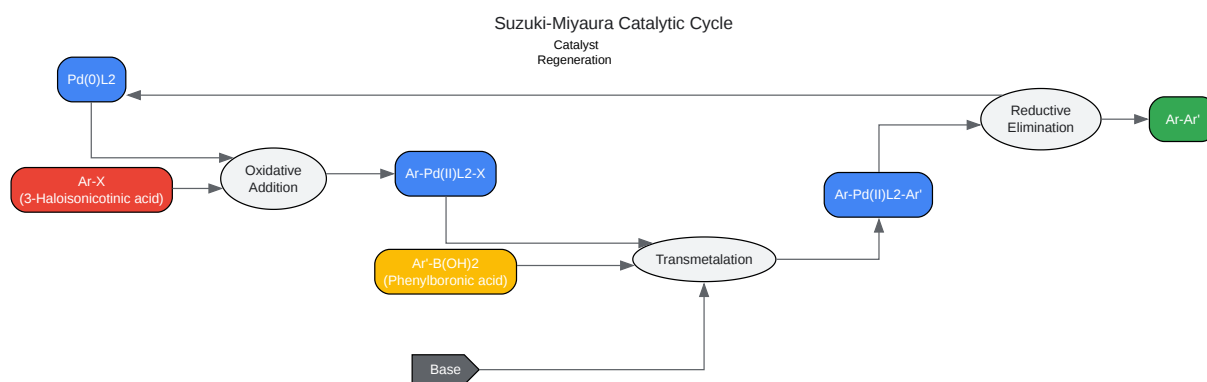 Suzuki-Miyaura Catalytic Cycle
Catalyst
Regeneration
Pd(0)L2
Reductive
Elimination
Ar-Ar'
Oxidative
Addition
Ar-X
(3-Haloisonicotinic acid)
Ar-Pd(II)L2-X
Ar-Pd(II)L2-Ar'
Ar'-B(OH)2
(Phenylboronic acid)
Transmetalation
Base